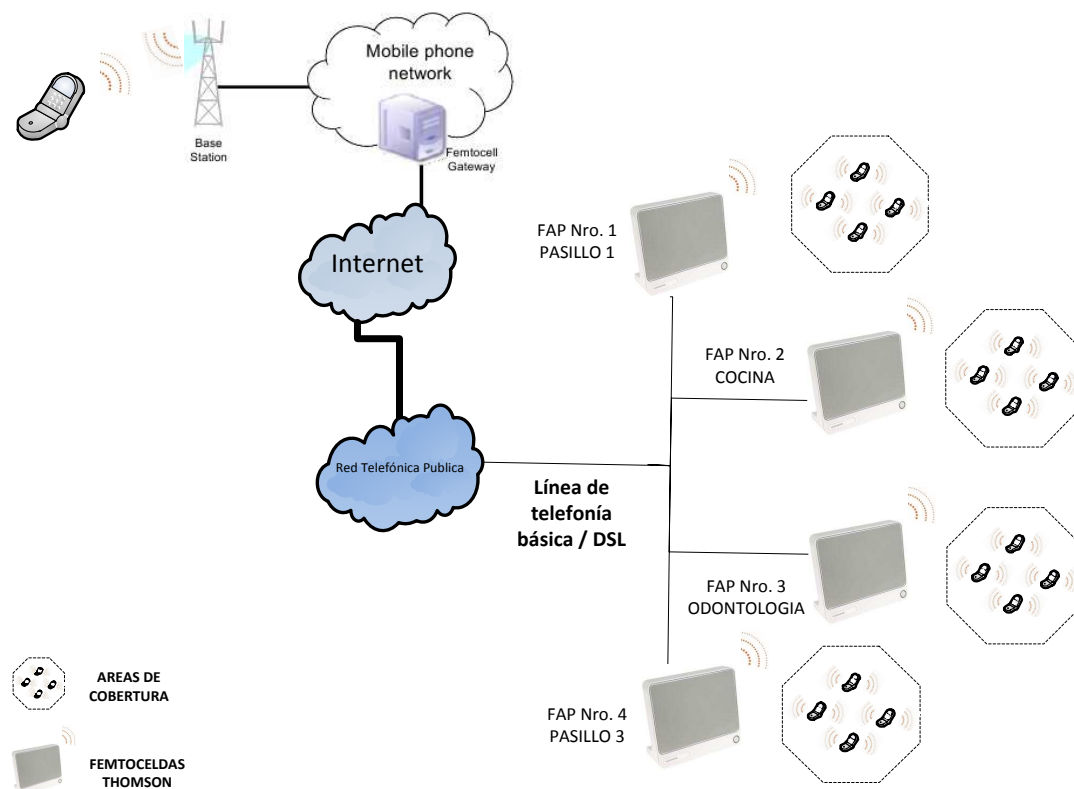 Mobile phone
network
Base
Station
Femtocell
Gateway
Internet
Red Telefónica Publica
Línea de
telefonía
básica / DSL
FAP Nro. 1
PASILLO 1
FAP Nro. 2
COCINA
FAP Nro. 3
ODONTOLOGIA
FAP Nro. 4
PASILLO 3
AREAS DE
COBERTURA
FEMTOCELDAS
THOMSON